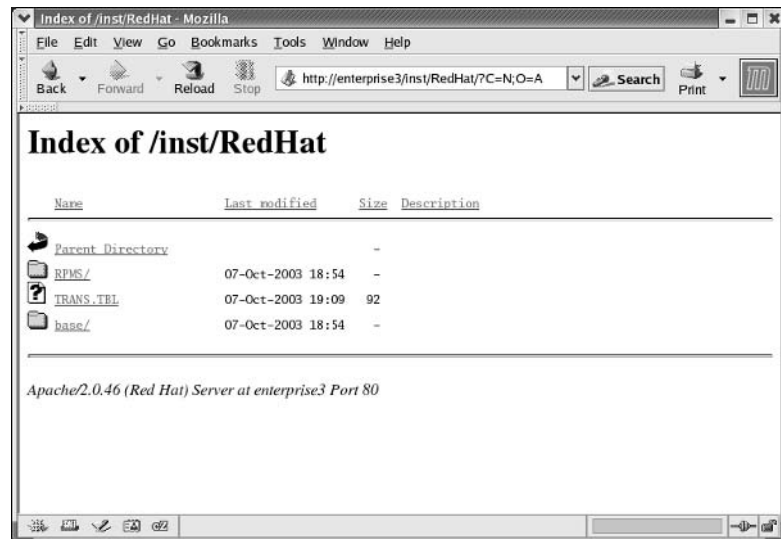 Index of /inst/RedHat - Mozilla
File Edit View Go Bookmarks Tools Window Help
Back Forward Reload Stop http://enterprise3/inst/RedHat/?C=N;O=A Search Print
Index of /inst/RedHat
Name Last modified Size Description
Parent Directory -
RPMS/ 07-Oct-2003 18:54 -
TRANS.TBL 07-Oct-2003 19:09 92
base/ 07-Oct-2003 18:54 -
Apache/2.0.46 (Red Hat) Server at enterprise3 Port 80